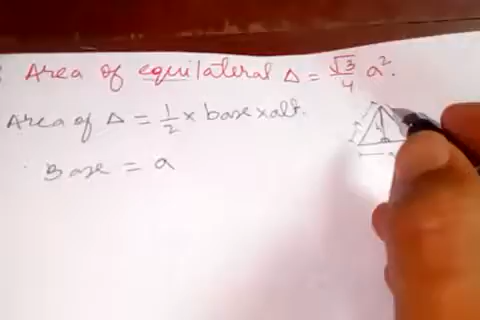 Area of equilateral Δ = √3/4 a².
Area of Δ = 1/2 × base × alt.
Base = a